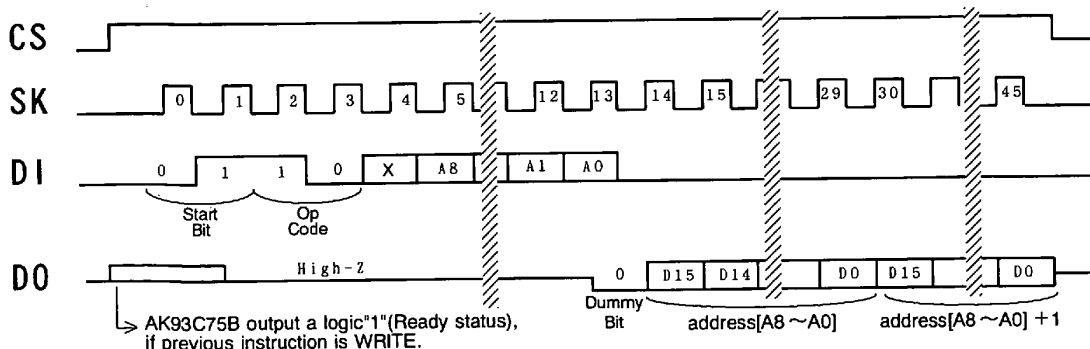 CS
SK 0 1 2 3 4 5 12 13 14 15 29 30 45
DI 0 1 1 0 X A8 A1 A0
Start Bit
Op Code
DO High-Z 0 D15 D14 D0 D15 D0
Dummy Bit
address[A8~A0]
address[A8~A0] +1
AK93C75B output a logic"1"(Ready status),
if previous instruction is WRITE.